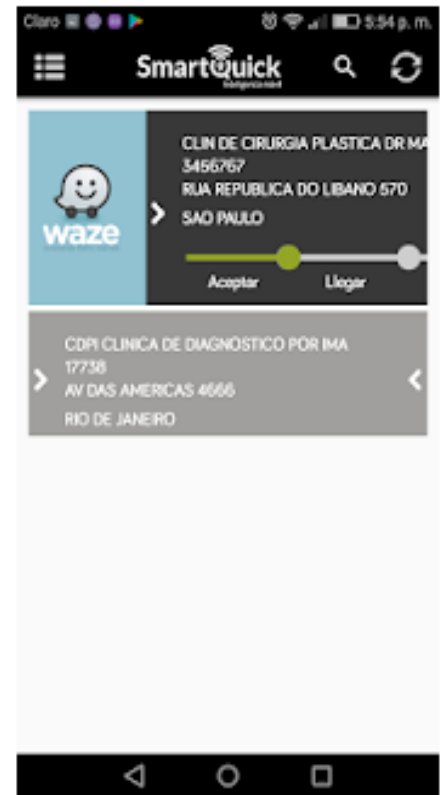 Claro 5:54 p. m.
SmartQuick
waze
CLIN DE CIRURGIA PLASTICA DR MA
3456767
RUA REPUBLICA DO LIBANO 570
SAO PAULO
Aceptar Llegar
CDPI CLINICA DE DIAGNOSTICO POR IMA
17738
AV DAS AMERICAS 4666
RIO DE JANEIRO